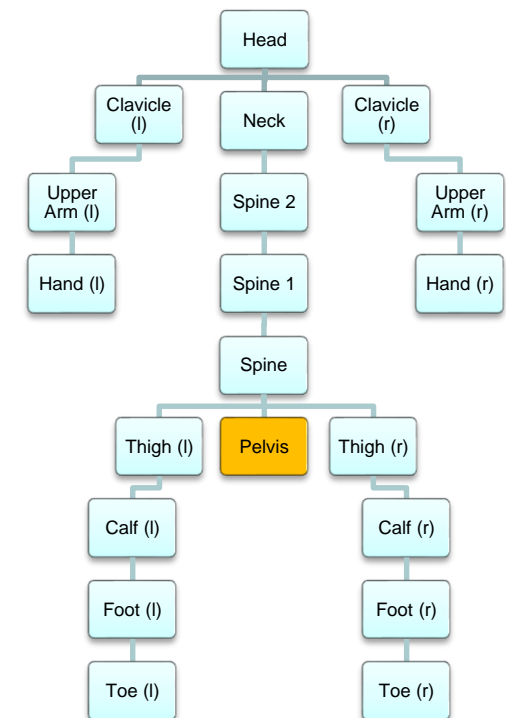 Head
Clavicle
(l)
Neck
Clavicle
(r)
Upper
Arm (l)
Spine 2
Upper
Arm (r)
Hand (l)
Spine 1
Hand (r)
Spine
Thigh (l)
Pelvis
Thigh (r)
Calf (l)
Calf (r)
Foot (l)
Foot (r)
Toe (l)
Toe (r)